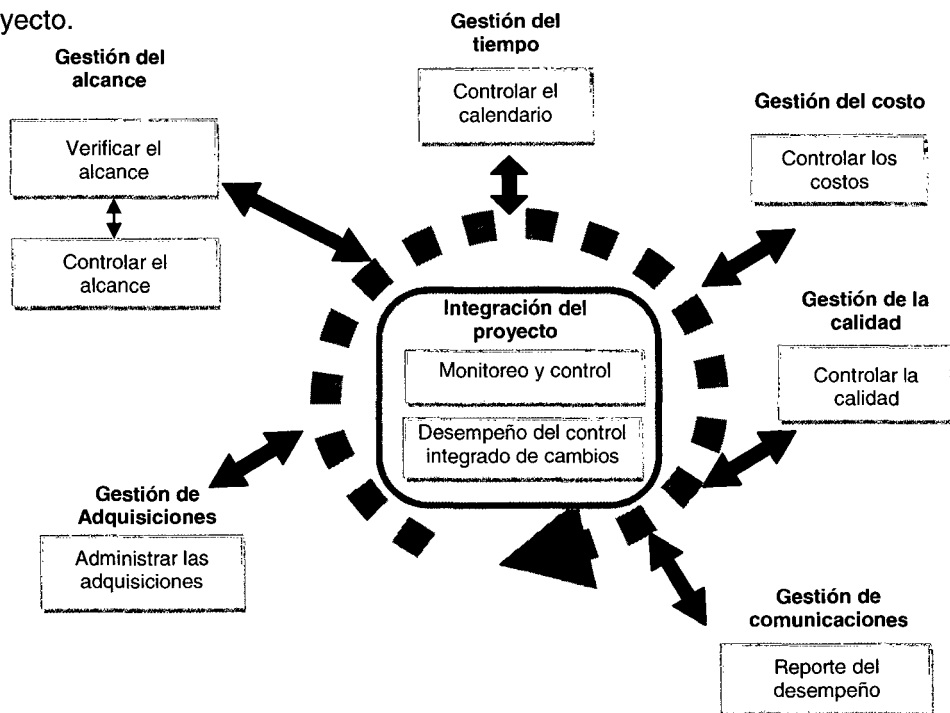 yecto.
Gestión del
alcance
Verificar el
alcance
Controlar el
alcance
Gestión del
tiempo
Controlar el
calendario
Gestión del costo
Controlar los
costos
Integración del
proyecto
Monitoreo y control
Desempeño del control
integrado de cambios
Gestión de la
calidad
Controlar la
calidad
Gestión de
Adquisiciones
Administrar las
adquisiciones
Gestión de
comunicaciones
Reporte del
desempeño